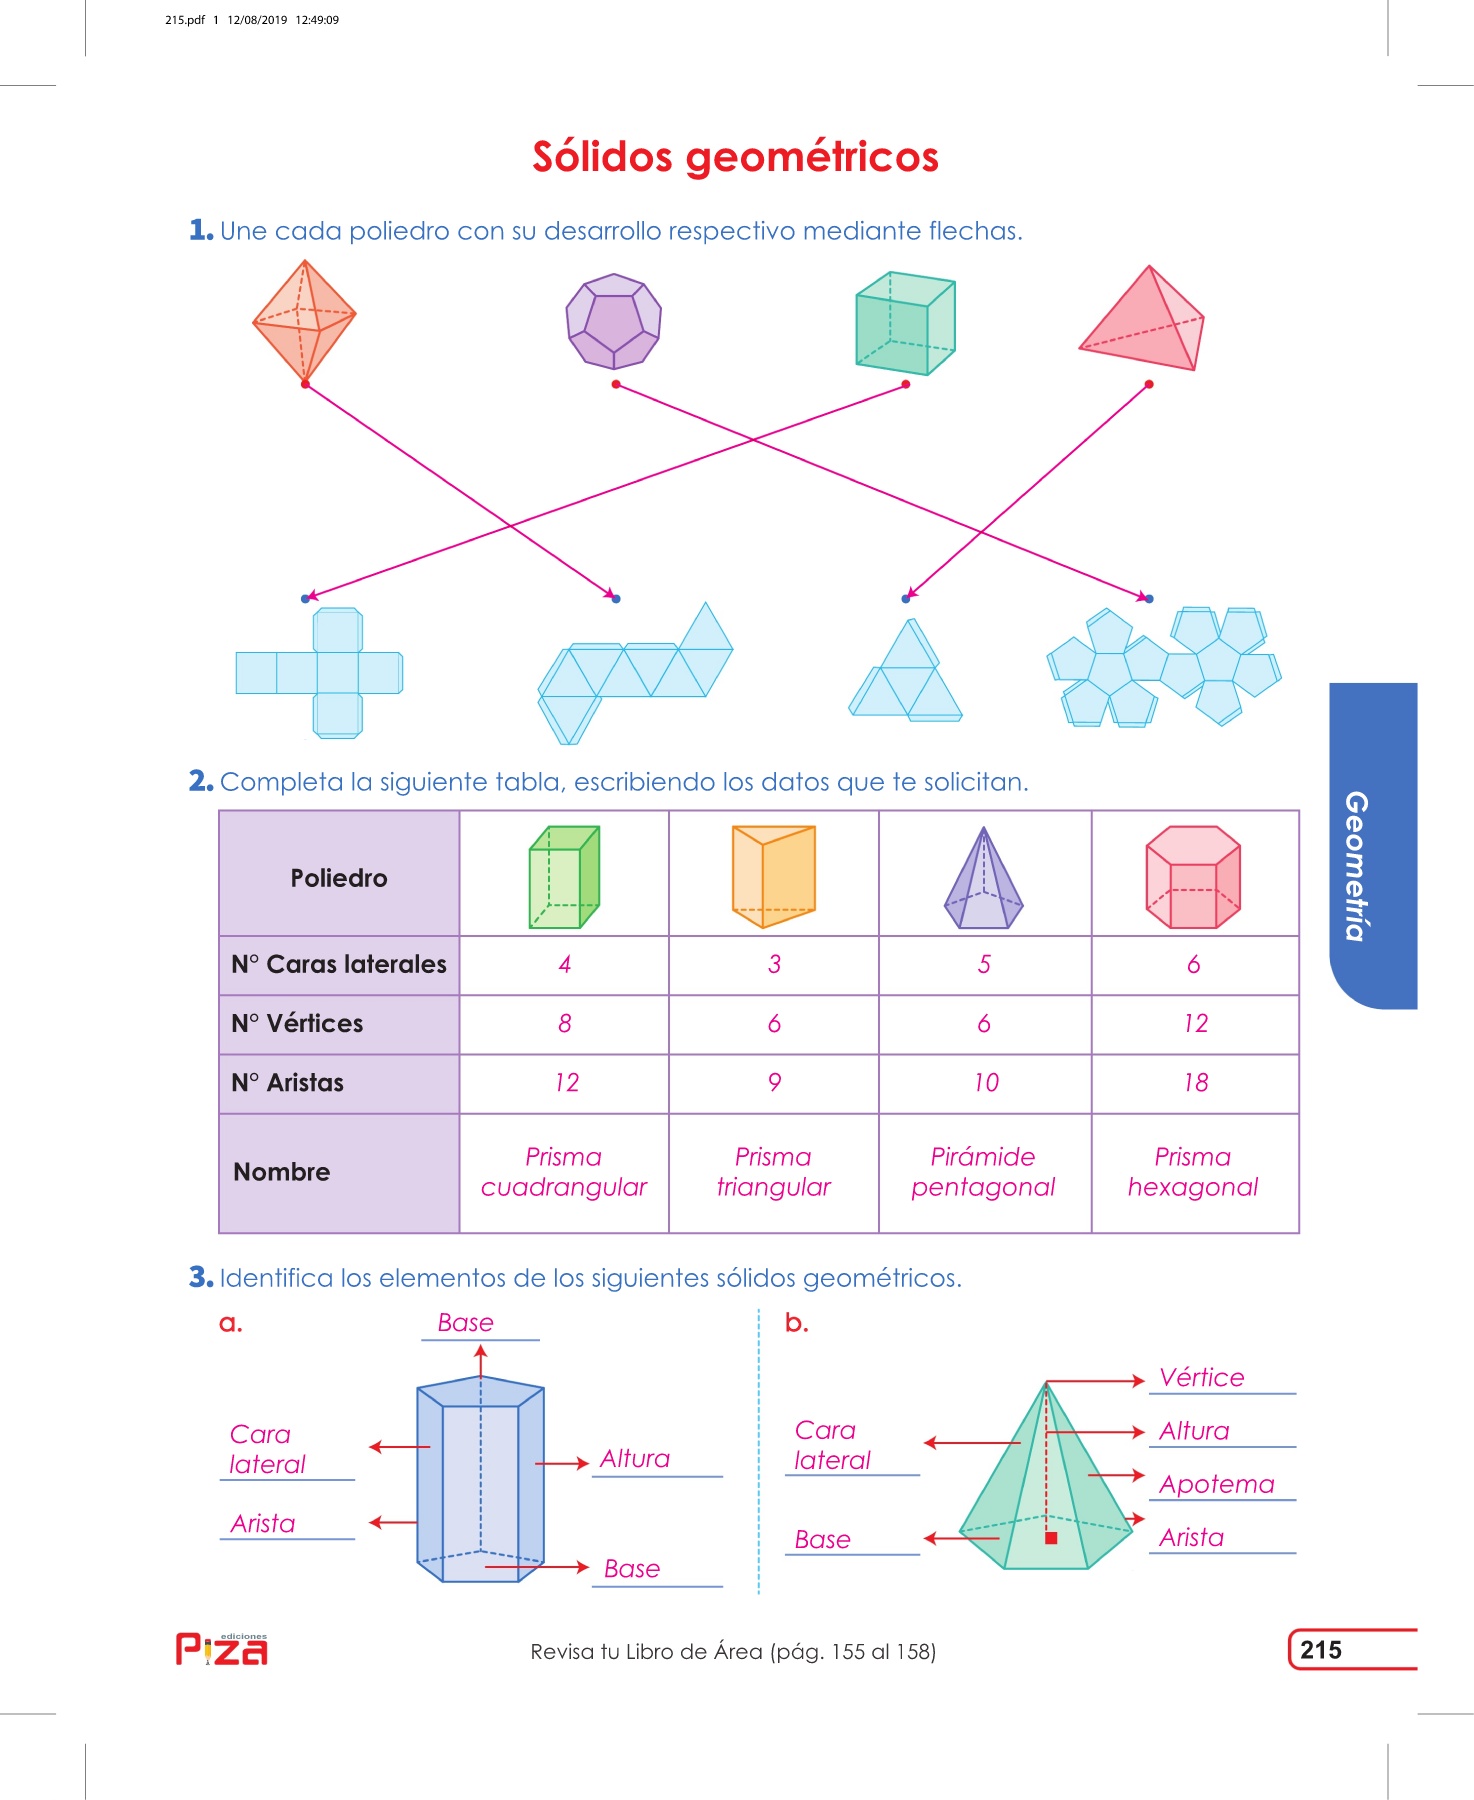 215.pdf 1 12/08/2019 12:49:09
Sólidos geométricos
1. Une cada poliedro con su desarrollo respectivo mediante flechas.
2. Completa la siguiente tabla, escribiendo los datos que te solicitan.
Poliedro
N° Caras laterales 4 3 5 6
N° Vértices 8 6 6 12
N° Aristas 12 9 10 18
Nombre
Prisma cuadrangular
Prisma triangular
Pirámide pentagonal
Prisma hexagonal
Geometría
3. Identifica los elementos de los siguientes sólidos geométricos.
a.
Base
Cara
lateral
Altura
Arista
Base
b.
Vértice
Cara
lateral
Altura
Apotema
Base
Arista
ediciones
Piza
Revisa tu Libro de Área (pág. 155 al 158)
215